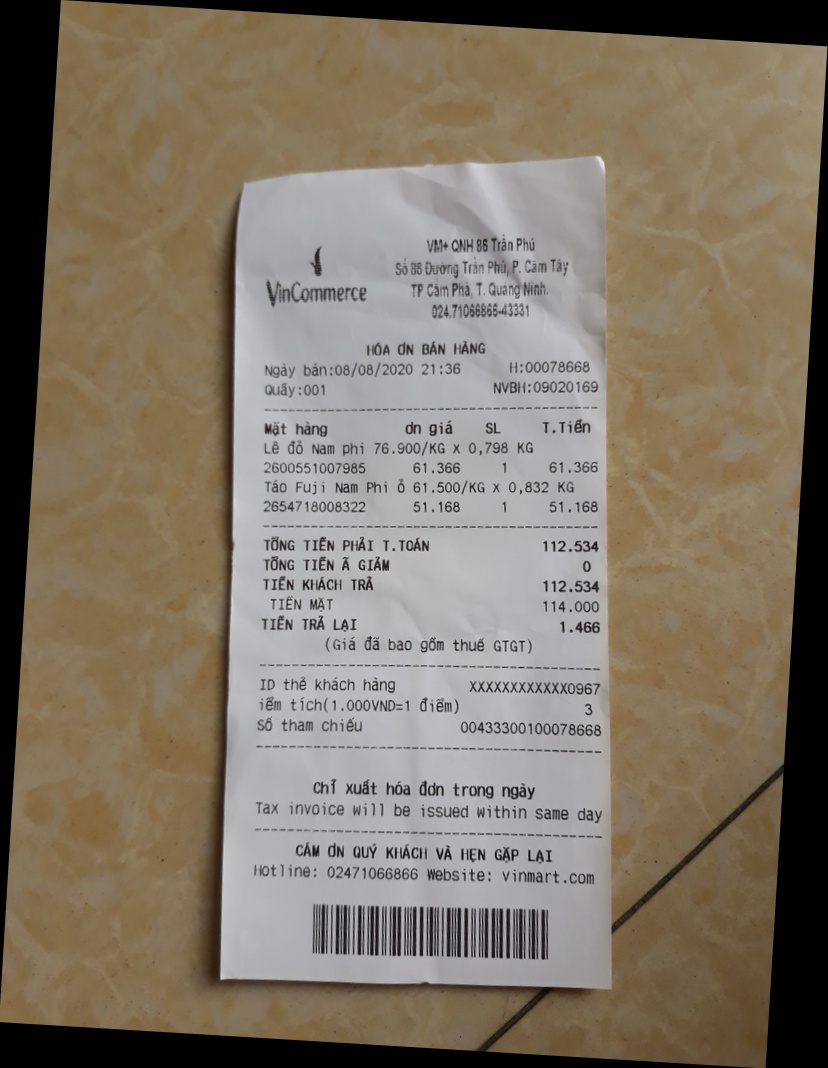 VinCommerce
VM+ QNH 86 Trần Phú
Số 86 Đường Trần Phú, P. Cẩm Tây
TP Cẩm Phả, T. Quảng Ninh.
024.71066866-43331
HÓA ƠN BÁN HÀNG
Ngày bán:08/08/2020 21:36 H:00078668
Quầy:001 NVBH:09020169
Mặt hàng ơn giá SL T.Tiền
Lê đỏ Nam phi 76.900/KG X 0,798 KG
2600551007985 61.366 1 61.366
Táo Fuji Nam Phi ỏ 61.500/KG X 0,832 KG
2654718008322 51.168 1 51.168
TỔNG TIỀN PHẢI T.TOÁN 112.534
TỔNG TIỀN Ã GIẢM 0
TIỀN KHÁCH TRẢ 112.534
TIỀN MẶT 114.000
TIỀN TRẢ LẠI 1.466
(Giá đã bao gồm thuế GTGT)
ID thẻ khách hàng XXXXXXXXXXXX0967
iểm tích(1.000VND=1 điểm) 3
Số tham chiếu 00433300100078668
Chỉ xuất hóa đơn trong ngày
Tax invoice will be issued within same day
CẢM ƠN QUÝ KHÁCH VÀ HẸN GẶP LẠI
Hotline: 02471066866 Website: vinmart.com